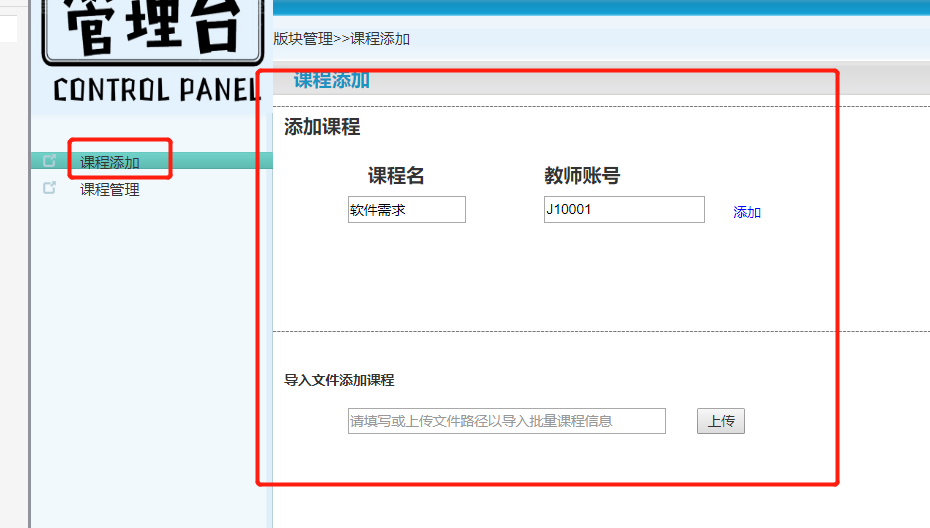 管理台
CONTROL PANEL
版块管理>>课程添加
课程添加
课程添加
课程管理
添加课程
课程名
教师账号
软件需求
J10001
添加
导入文件添加课程
请填写或上传文件路径以导入批量课程信息
上传